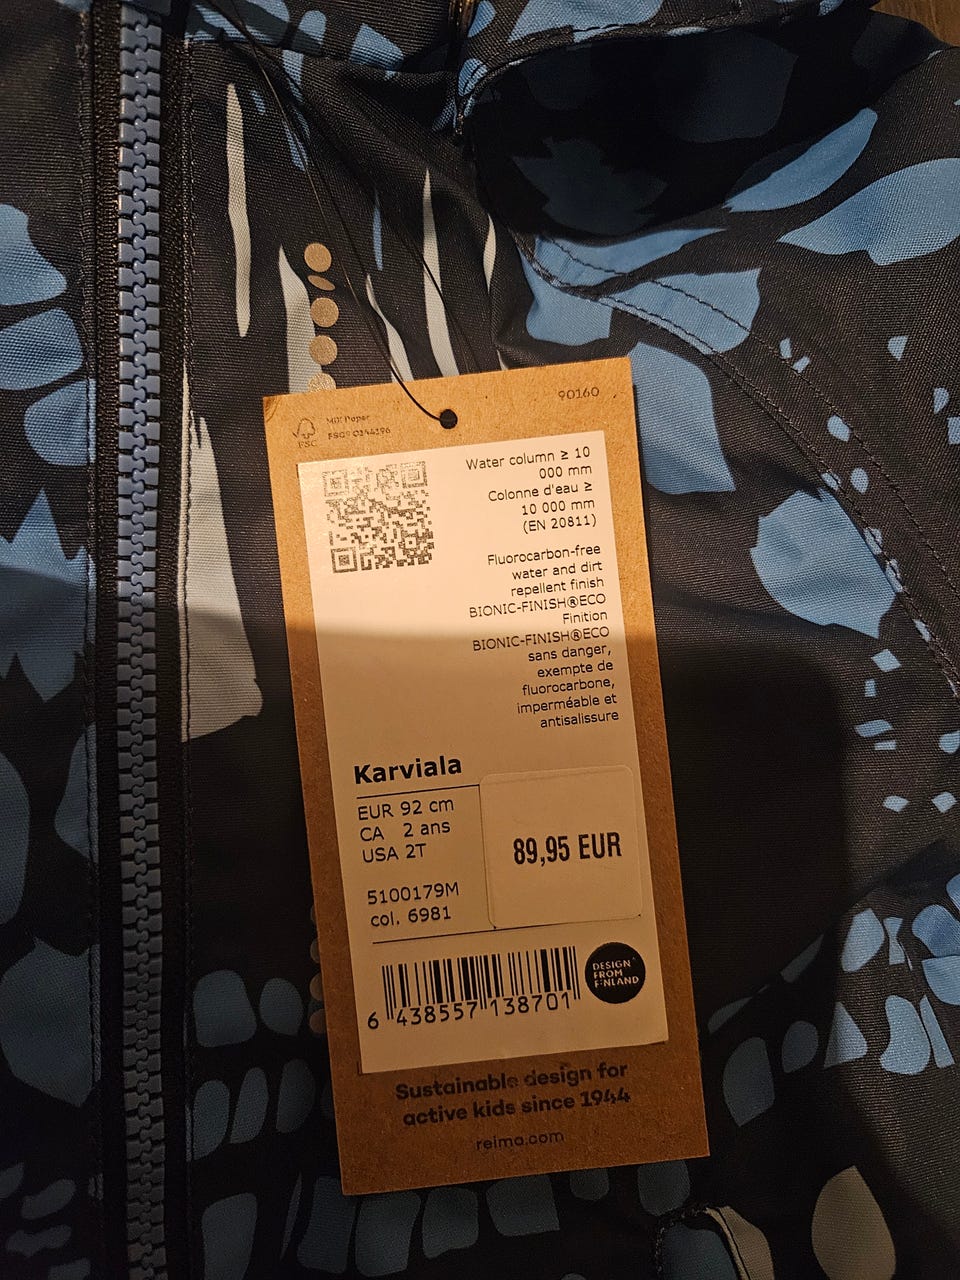 90160
FSC
MIX Paper
FSC® C144196
Water column ≥ 10
000 mm
Colonne d'eau ≥
10 000 mm
(EN 20811)
Fluorocarbon-free
water and dirt
repellent finish
BIONIC-FINISH®ECO
Finition
BIONIC-FINISH®ECO
sans danger,
exempte de
fluorocarbone,
imperméable et
antisalissure
Karviala
EUR 92 cm
CA 2 ans
USA 2T
89,95 EUR
5100179M
col. 6981
6 438557 138701
DESIGN
FROM
FINLAND
Sustainable design for
active kids since 1944
reima.com